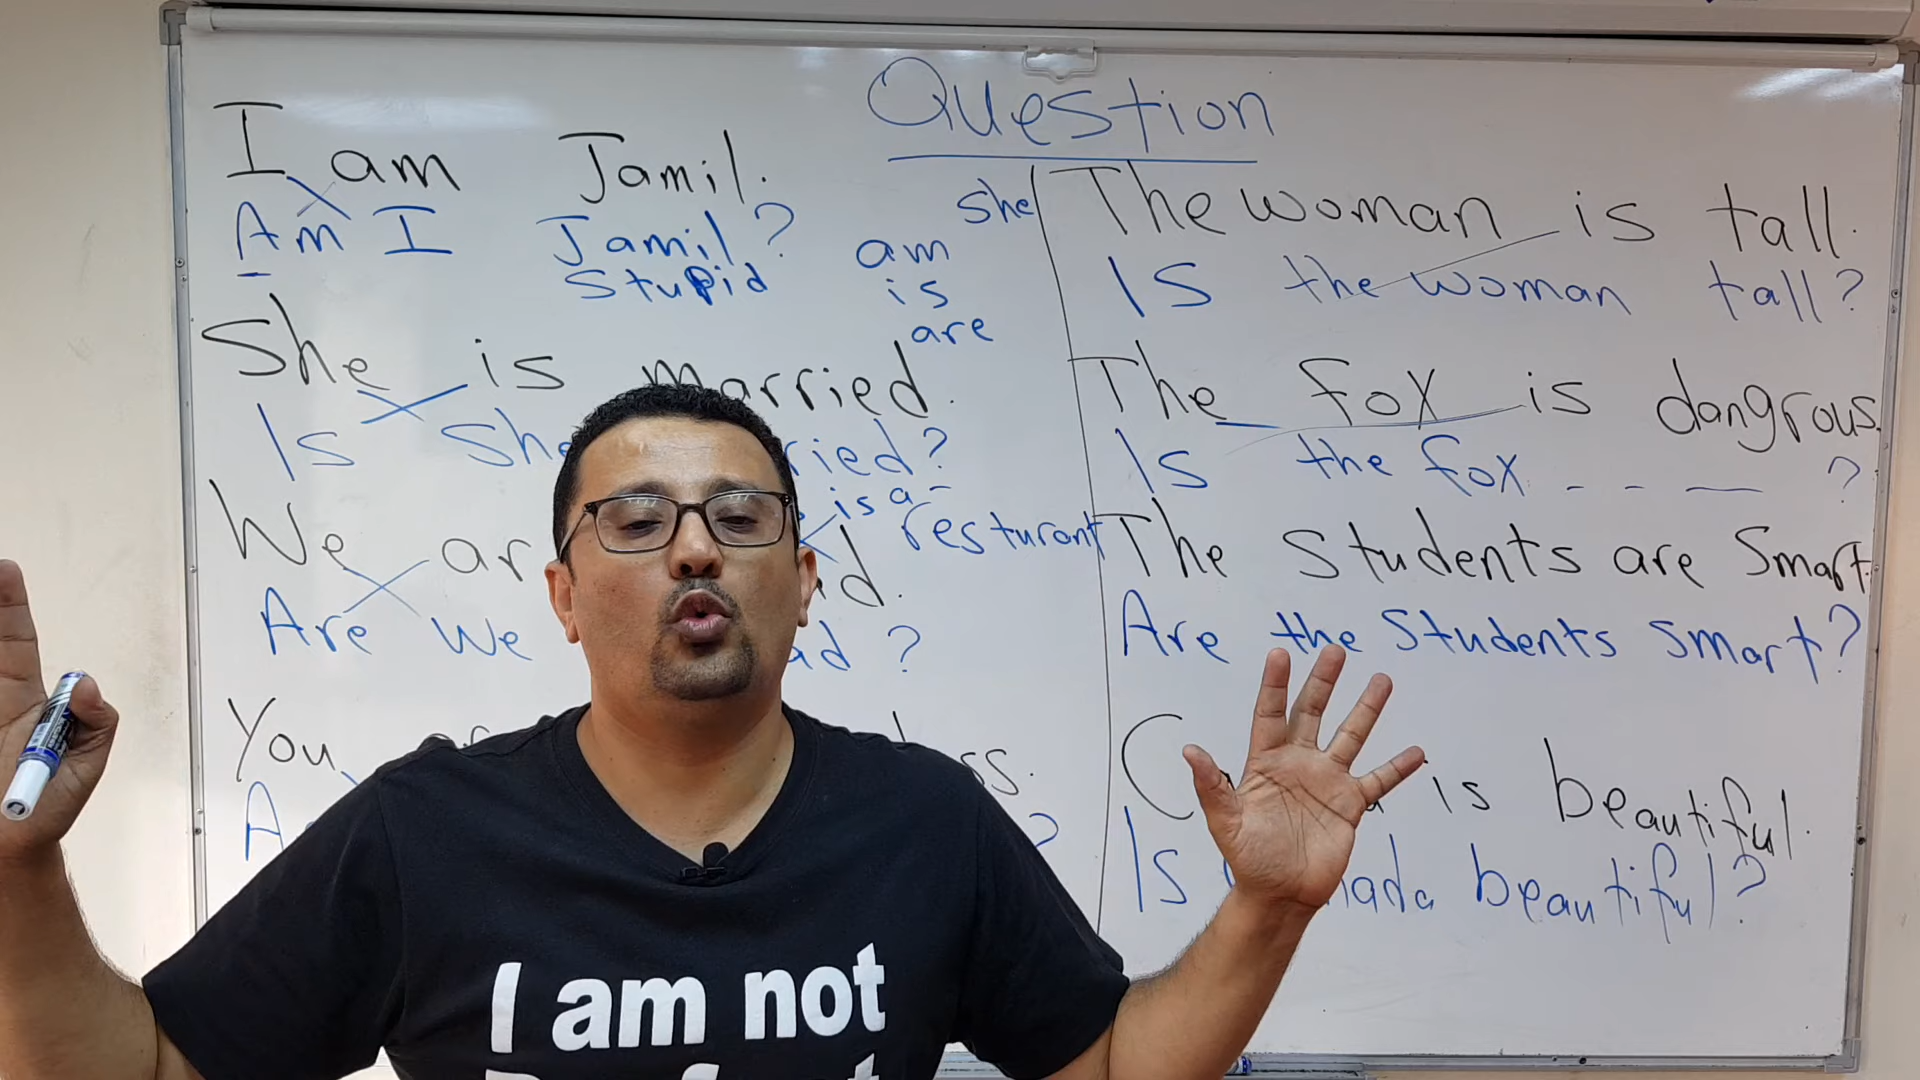 Question
I am Jamil.
Am I Jamil?
Stupid
am
is
are
She is married.
Is She ried?
is a
resturant
We ar d.
Are We ad ?
You ss.
A ?
she
The woman is tall.
IS the woman tall?
The fox is dangrous.
Is the fox - - — ?
The Students are Smart.
Are the Students Smart?
C is beautiful.
Is nada beautiful?
I am not